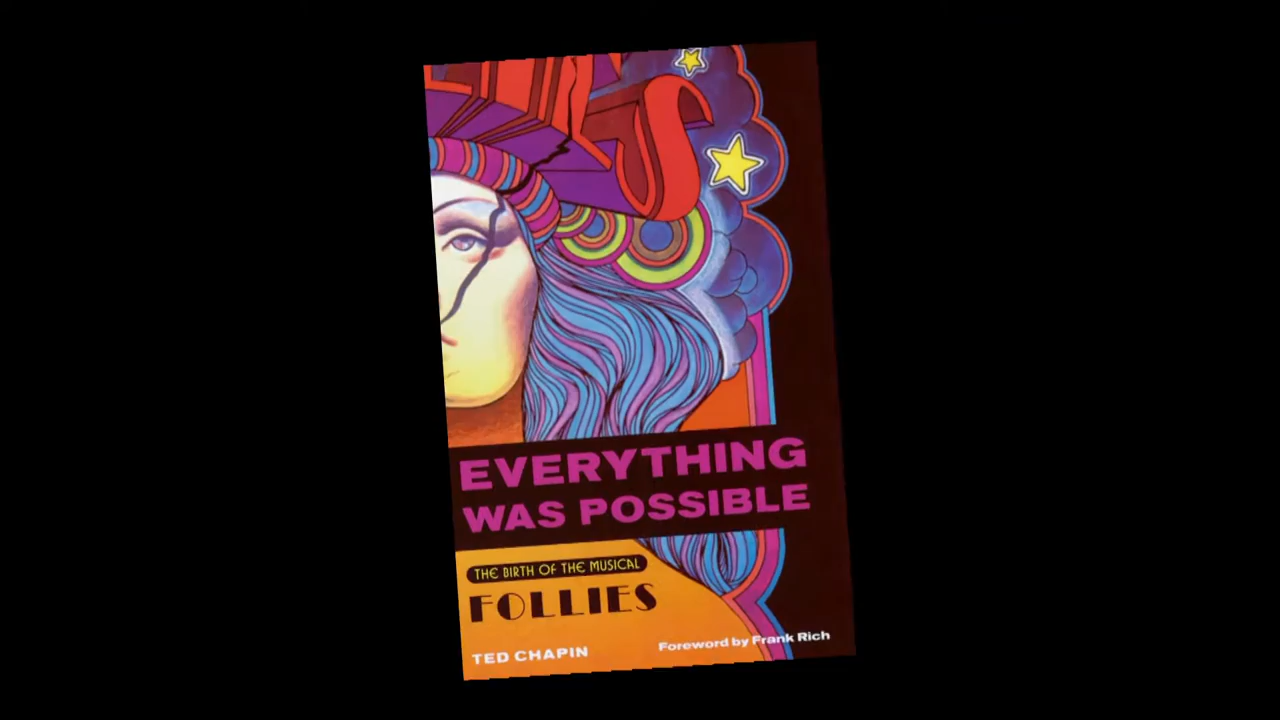 EVERYTHING
WAS POSSIBLE
THE BIRTH OF THE MUSICAL
FOLLIES
TED CHAPIN
Foreword by Frank Rich